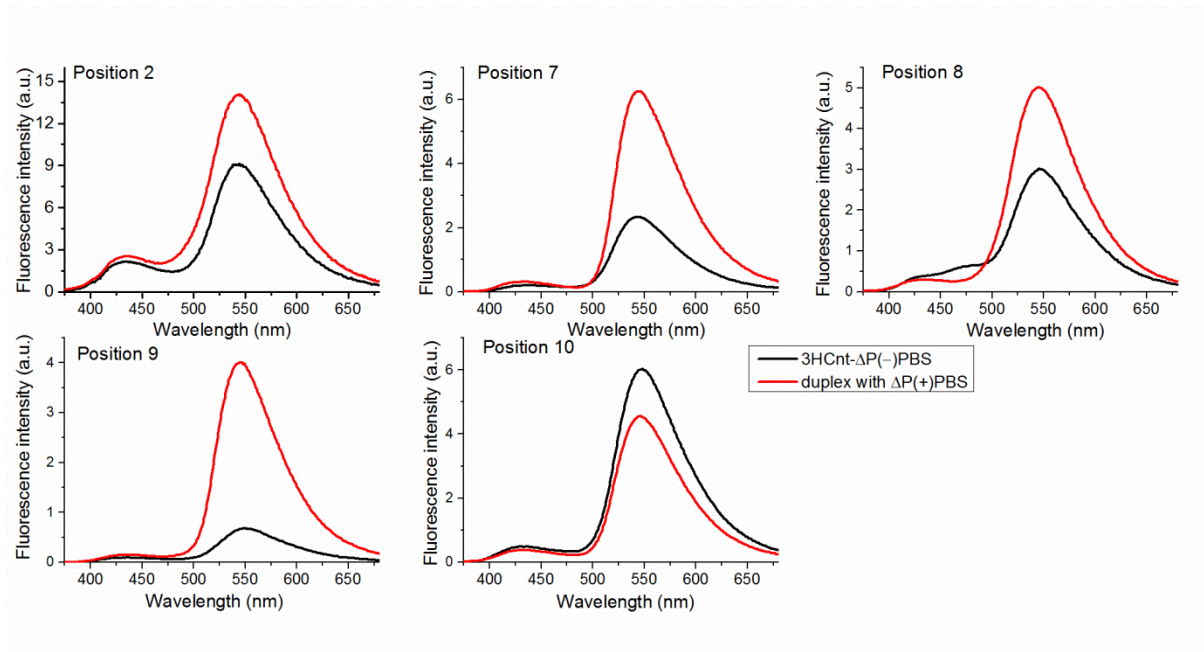 Position 2
Fluorescence intensity (a.u.)
15
12
9
6
3
0
400 450 500 550 600 650
Wavelength (nm)
Position 7
Fluorescence intensity (a.u.)
6
4
2
0
400 450 500 550 600 650
Wavelength (nm)
Position 8
Fluorescence intensity (a.u.)
5
4
3
2
1
0
400 450 500 550 600 650
Wavelength (nm)
Position 9
Fluorescence intensity (a.u.)
4
3
2
1
0
400 450 500 550 600 650
Wavelength (nm)
Position 10
Fluorescence intensity (a.u.)
6
4
2
0
400 450 500 550 600 650
Wavelength (nm)
3HCnt-ΔP(−)PBS
duplex with ΔP(+)PBS